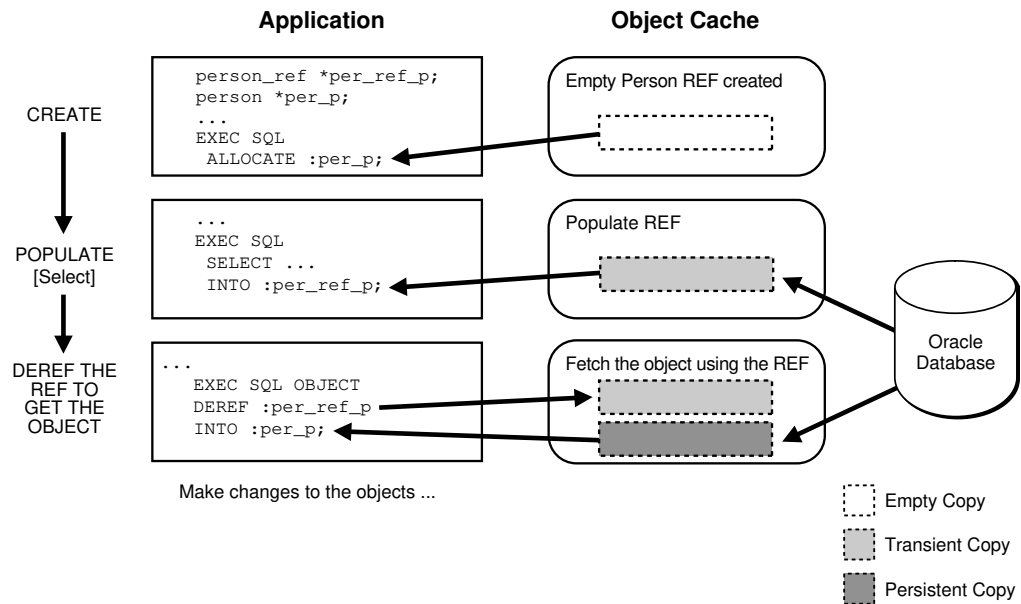 Application
Object Cache
CREATE
person_ref *per_ref_p;
person *per_p;
...
EXEC SQL
ALLOCATE :per_p;
Empty Person REF created
POPULATE
[Select]
...
EXEC SQL
SELECT ...
INTO :per_ref_p;
Populate REF
Oracle
Database
DEREF THE
REF TO
GET THE
OBJECT
...
EXEC SQL OBJECT
DEREF :per_ref_p
INTO :per_p;
Fetch the object using the REF
Make changes to the objects ...
Empty Copy
Transient Copy
Persistent Copy